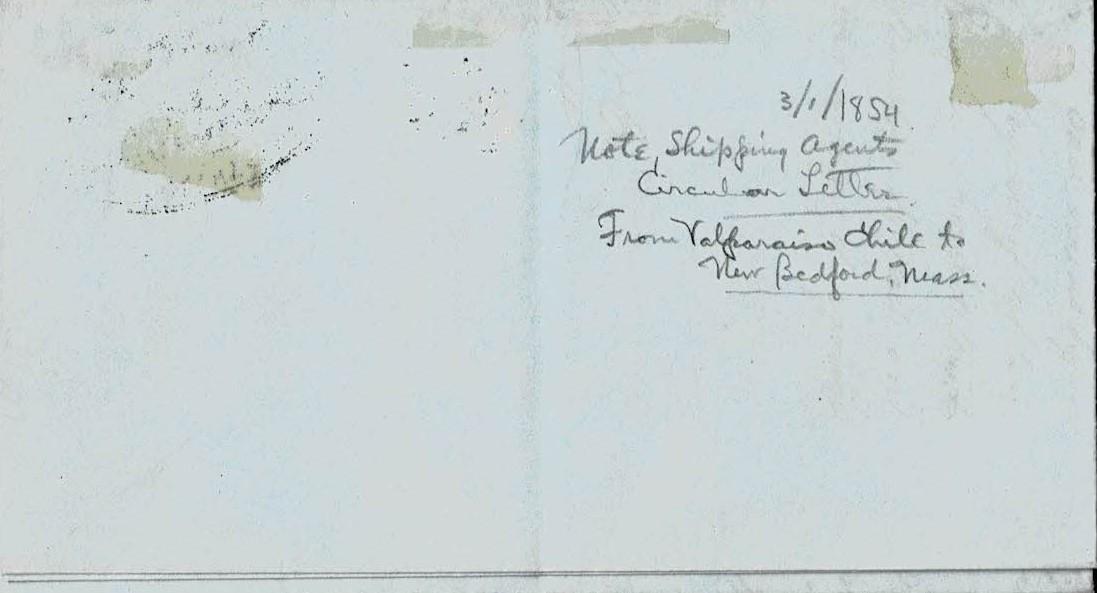 3/1/1854.
Note, Shipping Agents
Circular Letter.
From Valparaiso Chile to
New Bedford, Mass.